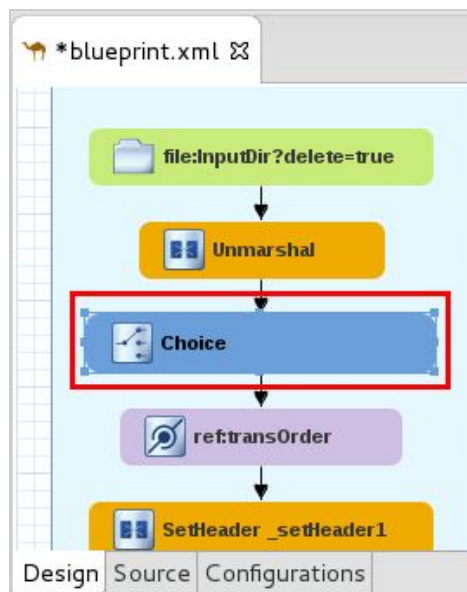 *blueprint.xml
file:InputDir?delete=true
Unmarshal
Choice
ref:transOrder
SetHeader _setHeader1
Design Source Configurations